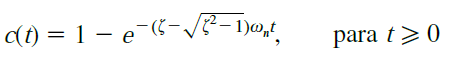 c(t) = 1 − e^{−(ζ−√(ζ²−1))ω_n t}, para t ⩾ 0